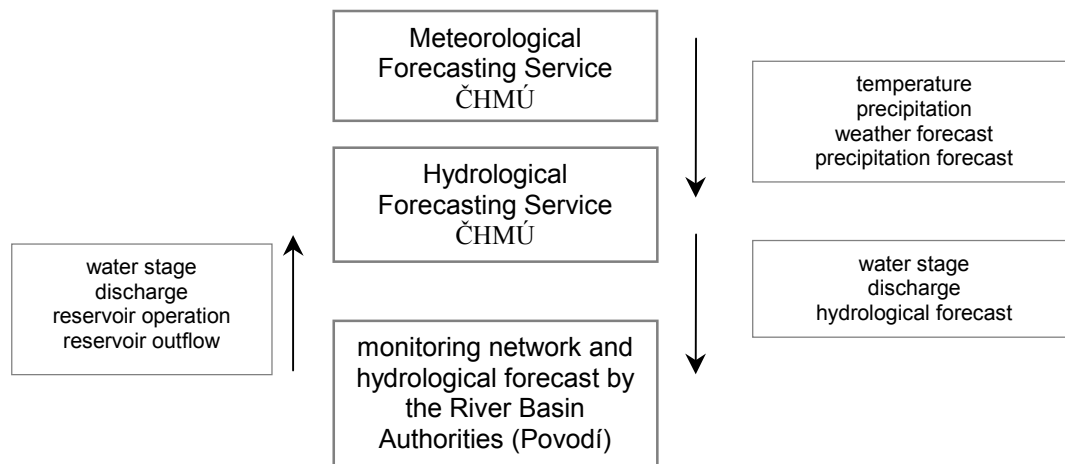 Meteorological
Forecasting Service
ČHMÚ
temperature
precipitation
weather forecast
precipitation forecast
Hydrological
Forecasting Service
ČHMÚ
water stage
discharge
reservoir operation
reservoir outflow
water stage
discharge
hydrological forecast
monitoring network and
hydrological forecast by
the River Basin
Authorities (Povodí)